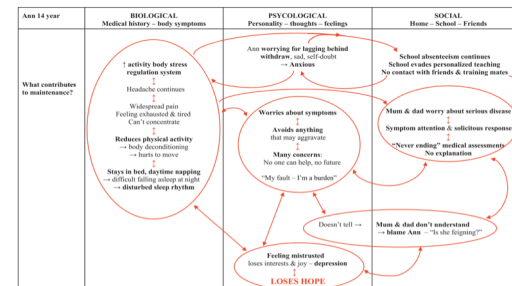 Ann 14 year
BIOLOGICAL
Medical history – body symptoms
PSYCOLOGICAL
Personality – thoughts – feelings
SOCIAL
Home – School – Friends
What contributes
to maintenance?
↑ activity body stress
regulation system
↕
Headache continues
↕
Widespread pain
Feeling exhausted & tired
Can't concentrate
↕
Reduces physical activity
→ body deconditioning
→ hurts to move
↕
Stays in bed, daytime napping
→ difficult falling asleep at night
→ disturbed sleep rhythm
Ann worrying for lagging behind
withdraw, sad, self-doubt
→ Anxious
Worries about symptoms
↕
Avoids anything
that may aggravate
↕
Many concerns:
No one can help, no future
"My fault – I'm a burden"
Doesn't tell →
Feeling mistrusted
loses interests & joy – depression
↕
LOSES HOPE
School absenteeism continues
School evades personalized teaching
No contact with friends & training mates
Mum & dad worry about serious disease
↕
Symptom attention & solicitous response
↕
"Never ending" medical assessments
No explanation
Mum & dad don't understand
→ blame Ann – "Is she feigning?"